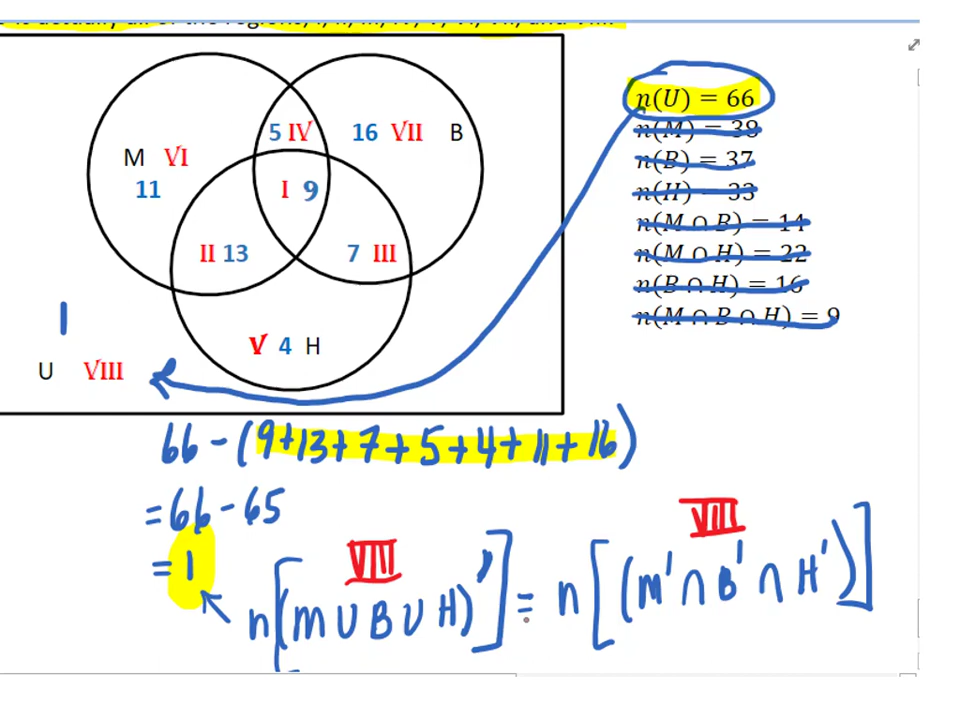 5 IV
16 VII B
M VI
11
I 9
II 13
7 III
V 4 H
1
U VIII
n(U) = 66
n(M) = 38
n(B) = 37
n(H) = 33
n(M ∩ B) = 14
n(M ∩ H) = 22
n(B ∩ H) = 16
n(M ∩ B ∩ H) = 9
66 - (9+13+7+5+4+11+16)
= 66 - 65
= 1
VIII
VIII
n[(M ∪ B ∪ H)'] = n[(M' ∩ B' ∩ H')]